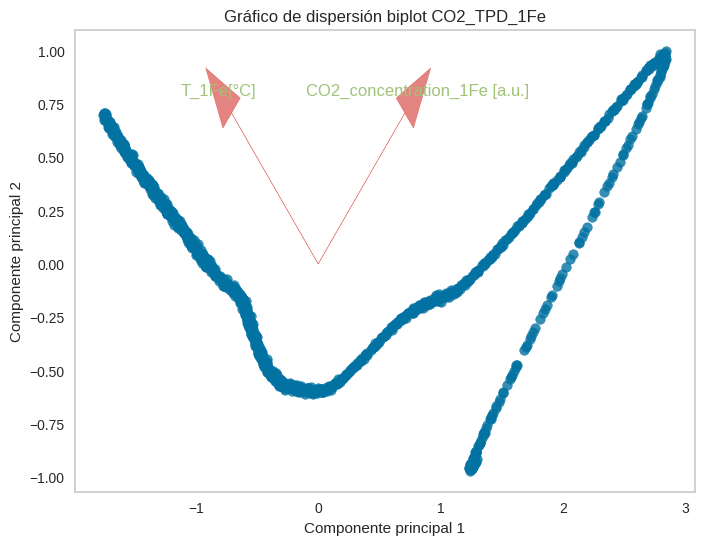 Gráfico de dispersión biplot CO2_TPD_1Fe
1.00
T_1Fe[°C] CO2_concentration_1Fe [a.u.]
0.75
0.50
0.25
0.00
−0.25
−0.50
−0.75
−1.00
Componente principal 2
−1 0 1 2 3
Componente principal 1